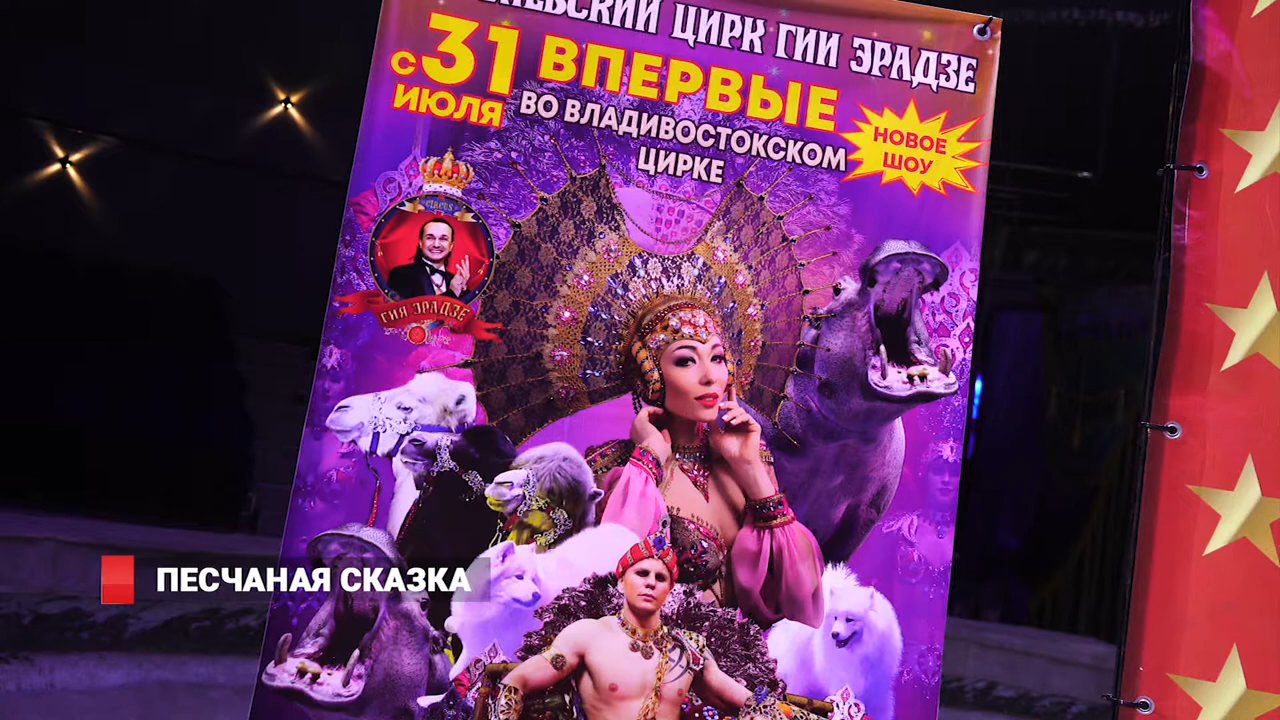 ЦИРК ГИИ ЭРАДЗЕ
С 31 ИЮЛЯ
ВПЕРВЫЕ
ВО ВЛАДИВОСТОКСКОМ
ЦИРКЕ
НОВОЕ
ШОУ
CIRCUS
ГИЯ ЭРАДЗЕ
ПЕСЧАНАЯ СКАЗКА